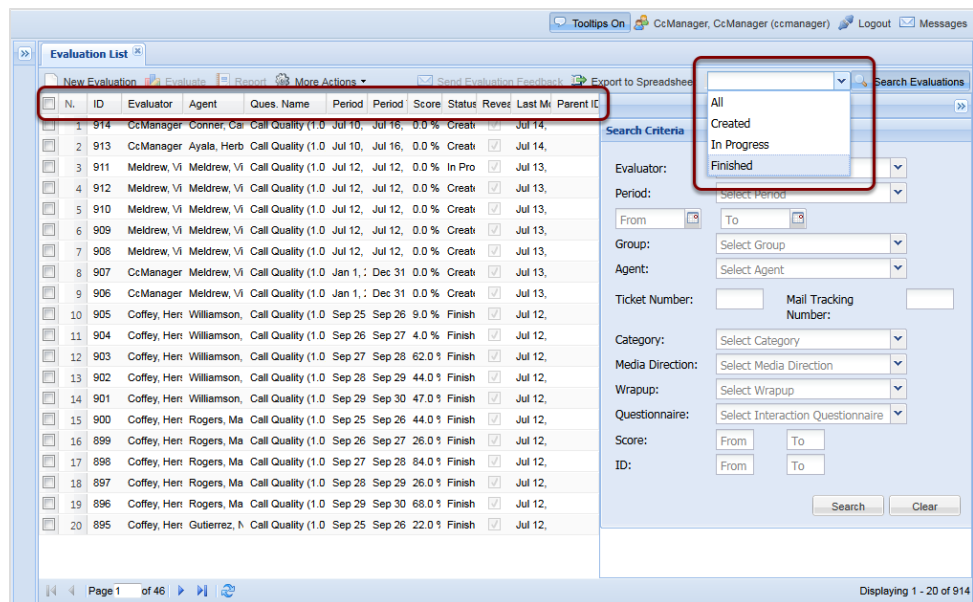 Tooltips On CcManager, CcManager (ccmanager) Logout Messages
Evaluation List
New Evaluation Evaluate Report More Actions Send Evaluation Feedback Export to Spreadshee Search Evaluations
N. ID Evaluator Agent Ques. Name Period Period Score Status Revea Last Mo Parent ID
All
Created
In Progress
Finished
Search Criteria
1 914 CcManager Conner, Ca Call Quality (1.0 Jul 10, Jul 16, 0.0 % Create Jul 14,
2 913 CcManager Ayala, Herb Call Quality (1.0 Jul 10, Jul 16, 0.0 % Create Jul 14,
3 911 Meldrew, Vi Meldrew, Vi Call Quality (1.0 Jul 12, Jul 12, 0.0 % In Pro Jul 13,
4 912 Meldrew, Vi Meldrew, Vi Call Quality (1.0 Jul 12, Jul 12, 0.0 % Create Jul 13,
5 910 Meldrew, Vi Meldrew, Vi Call Quality (1.0 Jul 12, Jul 12, 0.0 % Create Jul 13,
6 909 Meldrew, Vi Meldrew, Vi Call Quality (1.0 Jul 12, Jul 12, 0.0 % Create Jul 13,
7 908 Meldrew, Vi Meldrew, Vi Call Quality (1.0 Jul 12, Jul 12, 0.0 % Create Jul 13,
8 907 CcManager Meldrew, Vi Call Quality (1.0 Jan 1, 2 Dec 31 0.0 % Create Jul 13,
9 906 CcManager Meldrew, Vi Call Quality (1.0 Jan 1, 2 Dec 31 0.0 % Create Jul 13,
10 905 Coffey, Hers Williamson, Call Quality (1.0 Sep 25 Sep 26 9.0 % Finish Jul 12,
11 904 Coffey, Hers Williamson, Call Quality (1.0 Sep 26 Sep 27 4.0 % Finish Jul 12,
12 903 Coffey, Hers Williamson, Call Quality (1.0 Sep 27 Sep 28 62.0 % Finish Jul 12,
13 902 Coffey, Hers Williamson, Call Quality (1.0 Sep 28 Sep 29 44.0 % Finish Jul 12,
14 901 Coffey, Hers Williamson, Call Quality (1.0 Sep 29 Sep 30 47.0 % Finish Jul 12,
15 900 Coffey, Hers Rogers, Ma Call Quality (1.0 Sep 25 Sep 26 44.0 % Finish Jul 12,
16 899 Coffey, Hers Rogers, Ma Call Quality (1.0 Sep 26 Sep 27 26.0 % Finish Jul 12,
17 898 Coffey, Hers Rogers, Ma Call Quality (1.0 Sep 27 Sep 28 84.0 % Finish Jul 12,
18 897 Coffey, Hers Rogers, Ma Call Quality (1.0 Sep 28 Sep 29 26.0 % Finish Jul 12,
19 896 Coffey, Hers Rogers, Ma Call Quality (1.0 Sep 29 Sep 30 68.0 % Finish Jul 12,
20 895 Coffey, Hers Gutierrez, N Call Quality (1.0 Sep 25 Sep 26 22.0 % Finish Jul 12,
Evaluator:
Period: Select Period
From To
Group: Select Group
Agent: Select Agent
Ticket Number: Mail Tracking
Number:
Category: Select Category
Media Direction: Select Media Direction
Wrapup: Select Wrapup
Questionnaire: Select Interaction Questionnaire
Score: From To
ID: From To
Search Clear
Page 1 of 46 Displaying 1 - 20 of 914